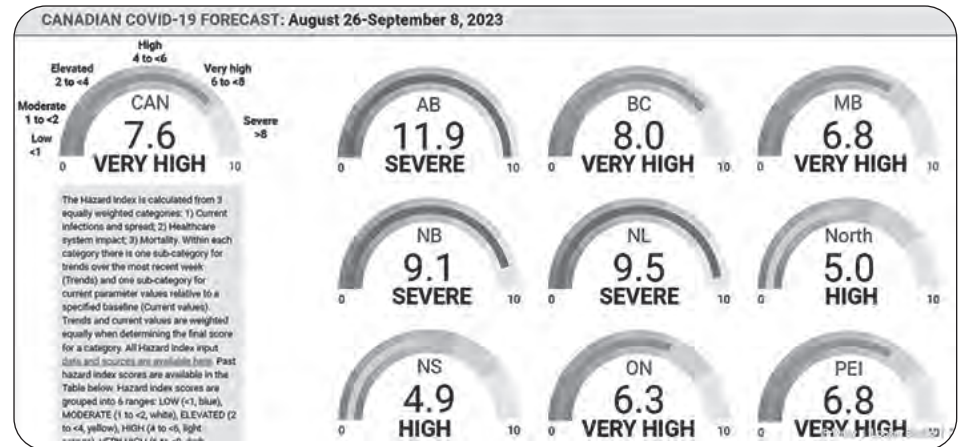 CANADIAN COVID-19 FORECAST: August 26-September 8, 2023
High
4 to <6
Elevated
2 to <4
Very high
6 to <8
Moderate
1 to <2
Severe
>8
Low
<1
CAN
7.6
VERY HIGH
0
10
The Hazard Index is calculated from 3
equally weighted categories: 1) Current
infections and spread; 2) Healthcare
system impact; 3) Mortality. Within each
category there is one sub-category for
trends over the most recent week
(Trends) and one sub-category for
current parameter values relative to a
specified baseline (Current values).
Trends and current values are weighted
equally when determining the final score
for a category. All Hazard Index input
data and sources are available here. Past
hazard index scores are available in the
Table below. Hazard index scores are
grouped into 6 ranges: LOW (<1, blue),
MODERATE (1 to <2, white), ELEVATED (2
to <4, yellow), HIGH (4 to <6, light
AB
11.9
SEVERE
0
10
BC
8.0
VERY HIGH
0
10
MB
6.8
VERY HIGH
0
10
NB
9.1
SEVERE
0
10
NL
9.5
SEVERE
0
10
North
5.0
HIGH
0
10
NS
4.9
HIGH
0
10
ON
6.3
VERY HIGH
0
10
PEI
6.8
VERY HIGH
0
10